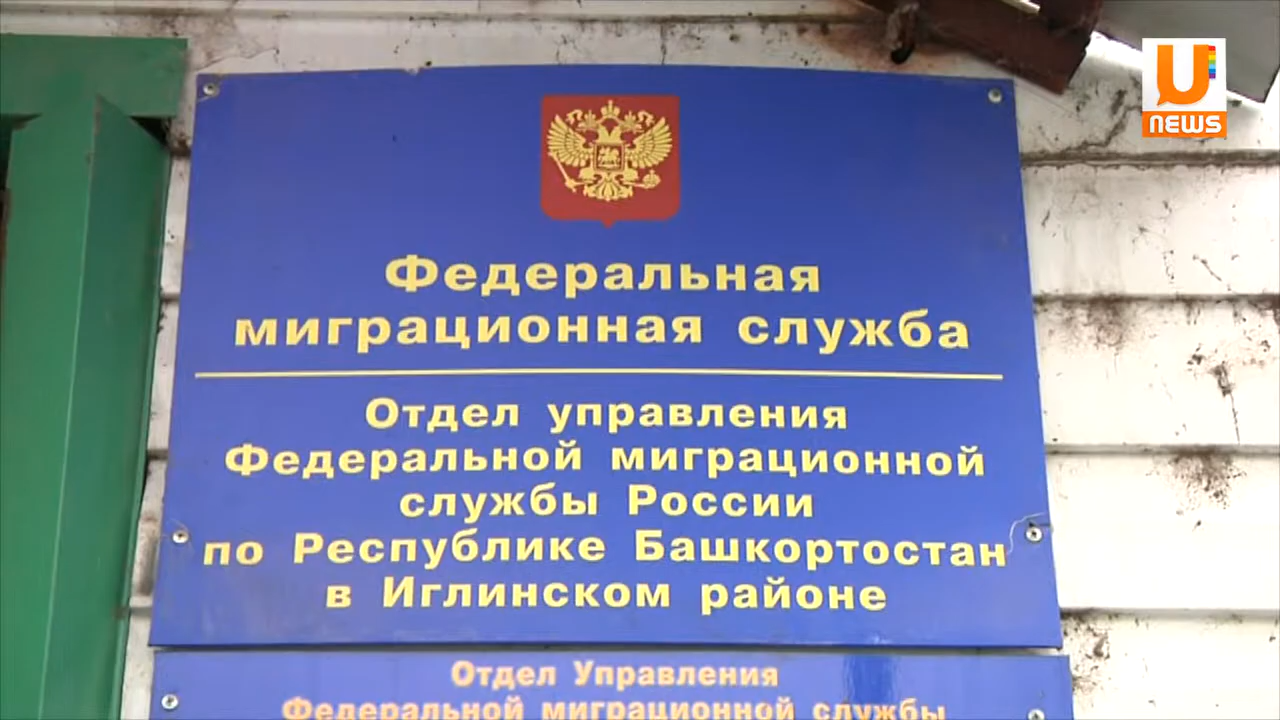 U
NEWS
Федеральная
миграционная служба
Отдел управления
Федеральной миграционной
службы России
по Республике Башкортостан
в Иглинском районе
Отдел Управления
Федеральной миграционной службы